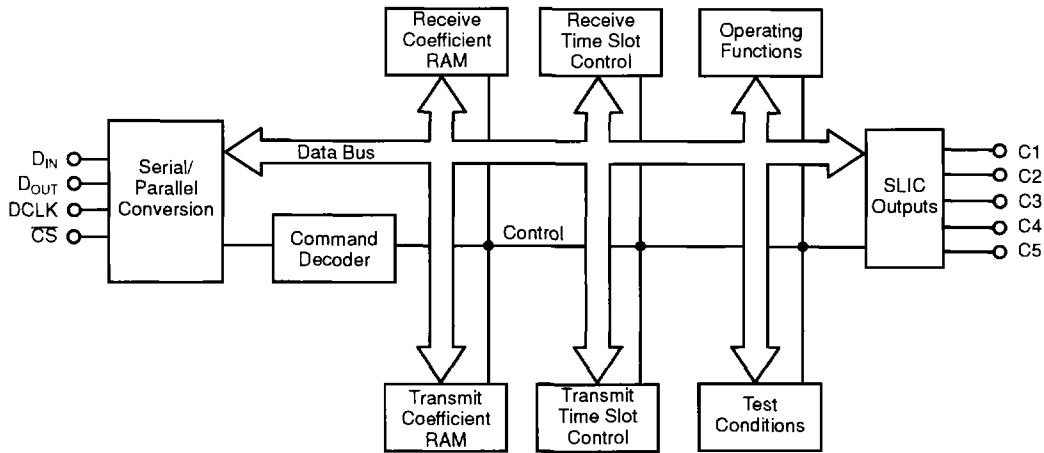 Receive
Coefficient
RAM
Receive
Time Slot
Control
Operating
Functions
D_IN
D_OUT
DCLK
C̅S̅
Serial/
Parallel
Conversion
Data Bus
SLIC
Outputs
C1
C2
C3
C4
C5
Command
Decoder
Control
Transmit
Coefficient
RAM
Transmit
Time Slot
Control
Test
Conditions